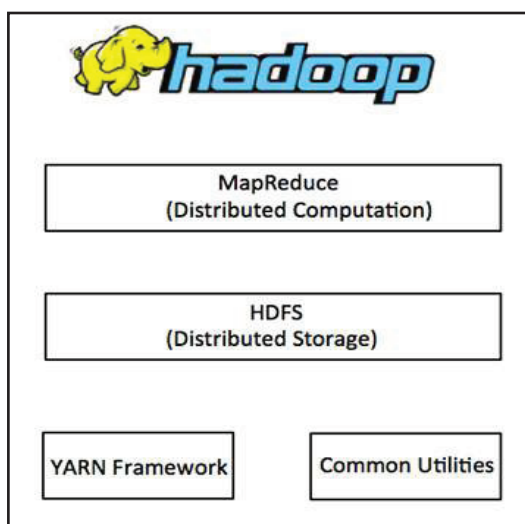 hadoop
MapReduce
(Distributed Computation)
HDFS
(Distributed Storage)
YARN Framework
Common Utilities